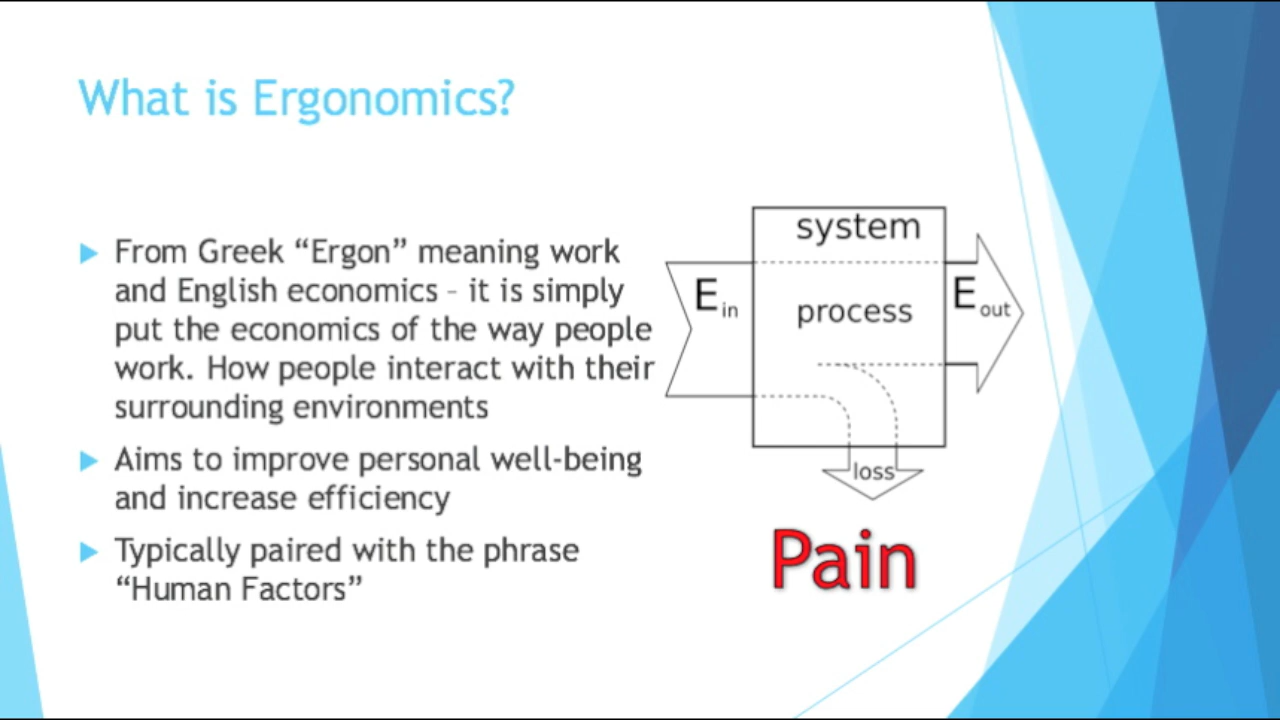 What is Ergonomics?
From Greek “Ergon” meaning work
and English economics – it is simply
put the economics of the way people
work. How people interact with their
surrounding environments
Aims to improve personal well-being
and increase efficiency
Typically paired with the phrase
“Human Factors”
system
E in
process
E out
loss
Pain